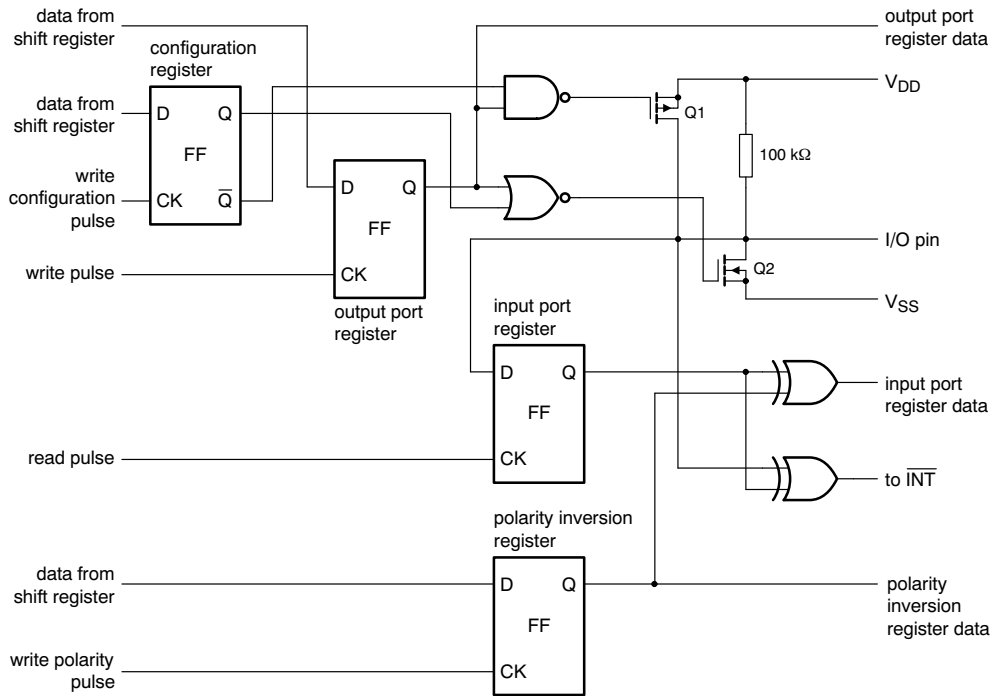 data from
shift register
configuration
register
output port
register data
data from
shift register
D
Q
FF
CK
Q̅
write
configuration
pulse
Q1
V_DD
100 kΩ
D
Q
FF
CK
I/O pin
write pulse
Q2
output port
register
V_SS
input port
register
D
Q
FF
CK
input port
register data
read pulse
to I̅N̅T̅
polarity inversion
register
data from
shift register
D
Q
FF
CK
polarity
inversion
register data
write polarity
pulse